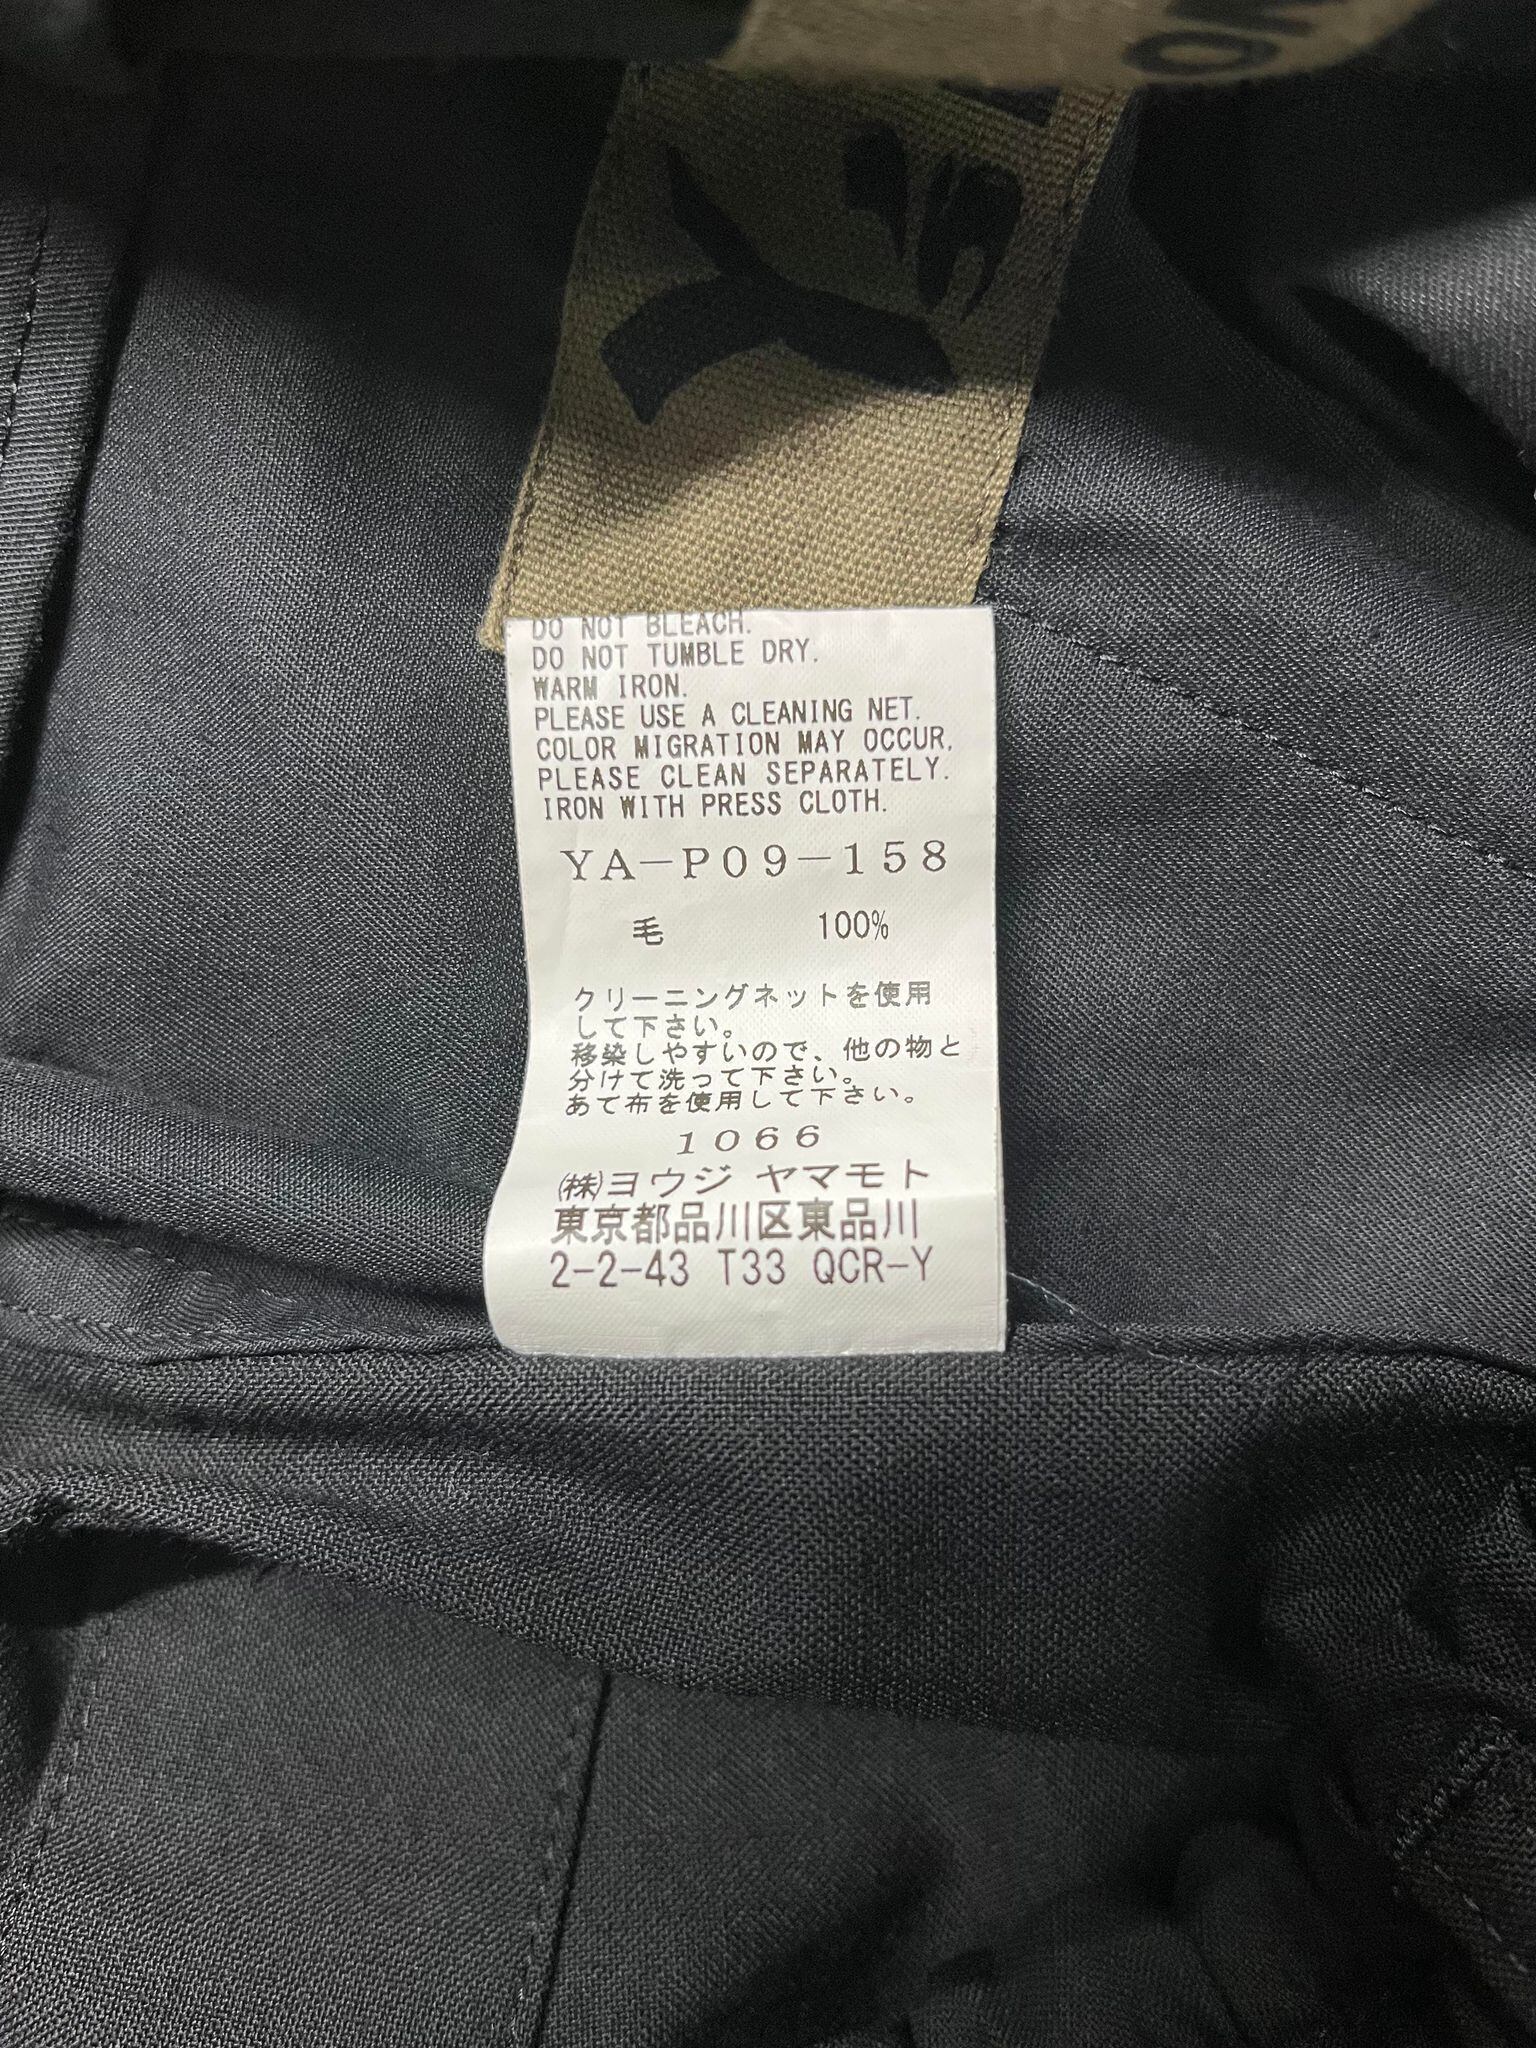 DO NOT BLEACH.
DO NOT TUMBLE DRY.
WARM IRON.
PLEASE USE A CLEANING NET.
COLOR MIGRATION MAY OCCUR,
PLEASE CLEAN SEPARATELY.
IRON WITH PRESS CLOTH.
YA-P09-158
毛 100%
クリーニングネットを使用
して下さい。
移染しやすいので、他の物と
分けて洗って下さい。
あて布を使用して下さい。
1066
㈱ヨウジ ヤマモト
東京都品川区東品川
2-2-43 T33 QCR-Y